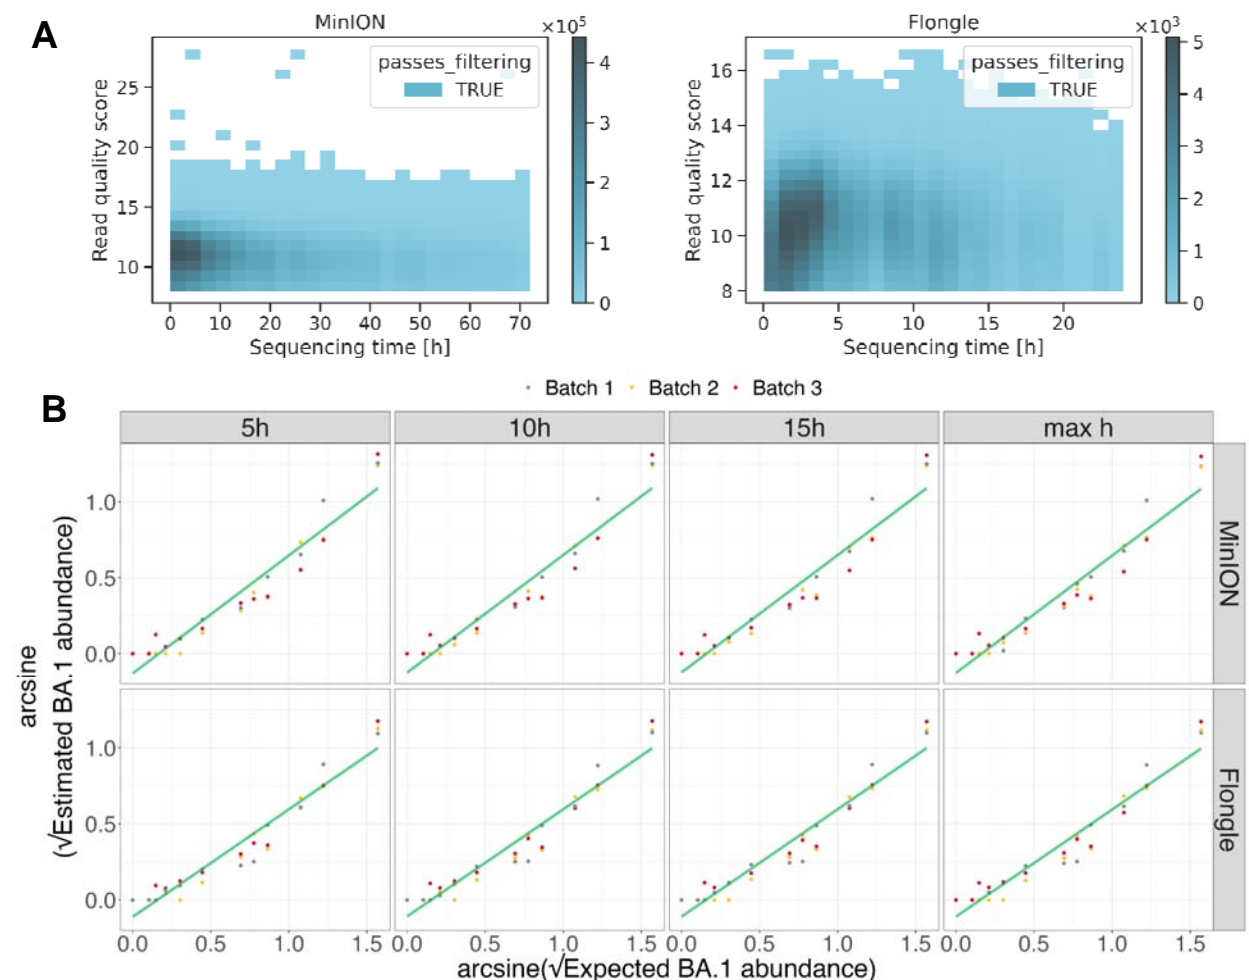 A
MinION
×10⁵
passes_filtering
TRUE
Read quality score
25
20
15
10
4
3
2
1
0
0 10 20 30 40 50 60 70
Sequencing time [h]
Flongle
×10³
passes_filtering
TRUE
Read quality score
16
14
12
10
8
5
4
3
2
1
0
0 5 10 15 20
Sequencing time [h]
B
Batch 1 Batch 2 Batch 3
5h 10h 15h max h
arcsine
(√Estimated BA.1 abundance)
1.0
0.5
0.0
MinION
1.0
0.5
0.0
Flongle
0.0 0.5 1.0 1.5 0.0 0.5 1.0 1.5 0.0 0.5 1.0 1.5 0.0 0.5 1.0 1.5
arcsine(√Expected BA.1 abundance)